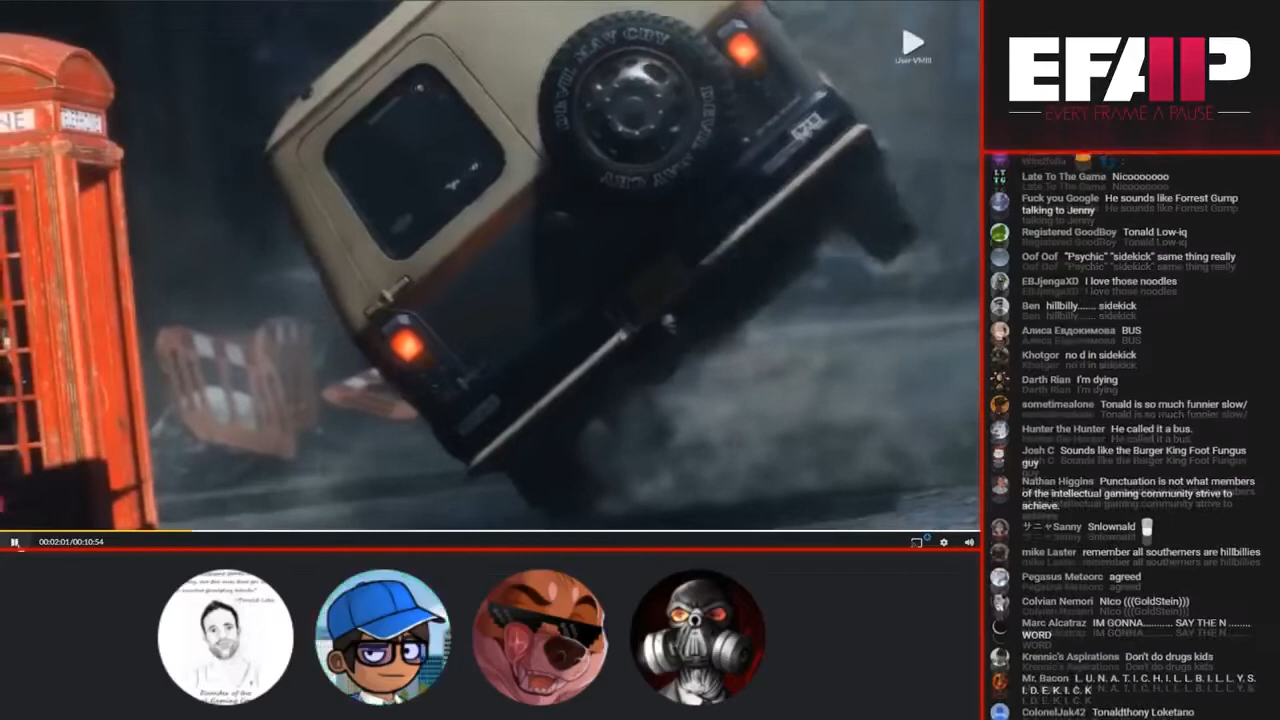 NE
DEVIL MAY CRY
DEVIL MAY CRY
User-VMIII
00:02:01/00:10:54
EFAP
EVERY FRAME A PAUSE
Late To The Game Nicooooooo
Fuck you Google He sounds like Forrest Gump
talking to Jenny
Registered GoodBoy Tonald Low-iq
Oof Oof "Psychic" "sidekick" same thing really
EBJjengaXD I love those noodles
Ben hillbilly....... sidekick
Алиса Евдокимова BUS
Khotgor no d in sidekick
Darth Rian I'm dying
sometimealone Tonald is so much funnier slow/
Hunter the Hunter He called it a bus.
Josh C Sounds like the Burger King Foot Fungus
guy
Nathan Higgins Punctuation is not what members
of the intellectual gaming community strive to
achieve.
サニャSanny Snlownald
mike Laster remember all southerners are hillbillies
Pegasus Meteorc agreed
Colvian Nemori NIco (((GoldStein)))
Marc Alcatraz IM GONNA........... SAY THE N ........
WORD
Krennic's Aspirations Don't do drugs kids
Mr. Bacon L. U. N. A. T. I. C. H. I. L. L. B. I. L. L. Y. S.
I. D. E. K. I. C. K
ColonelJak42 Tonaldthony Loketano